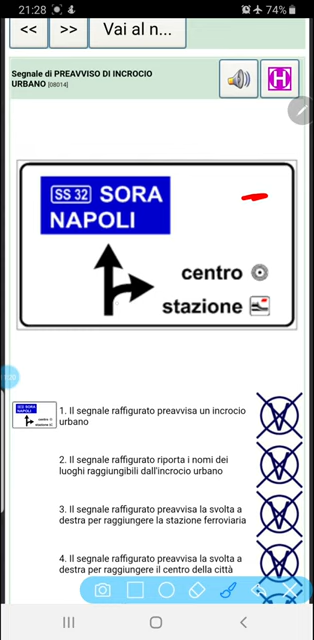 21:28
74%
<<
>>
Vai al n...
Segnale di PREAVVISO DI INCROCIO
URBANO [08014]
H
SS 32 SORA
NAPOLI
centro
stazione
1. Il segnale raffigurato preavvisa un incrocio
urbano
2. Il segnale raffigurato riporta i nomi dei
luoghi raggiungibili dall'incrocio urbano
3. Il segnale raffigurato preavvisa la svolta a
destra per raggiungere la stazione ferroviaria
4. Il segnale raffigurato preavvisa la svolta a
destra per raggiungere il centro della città
V
V
V
V